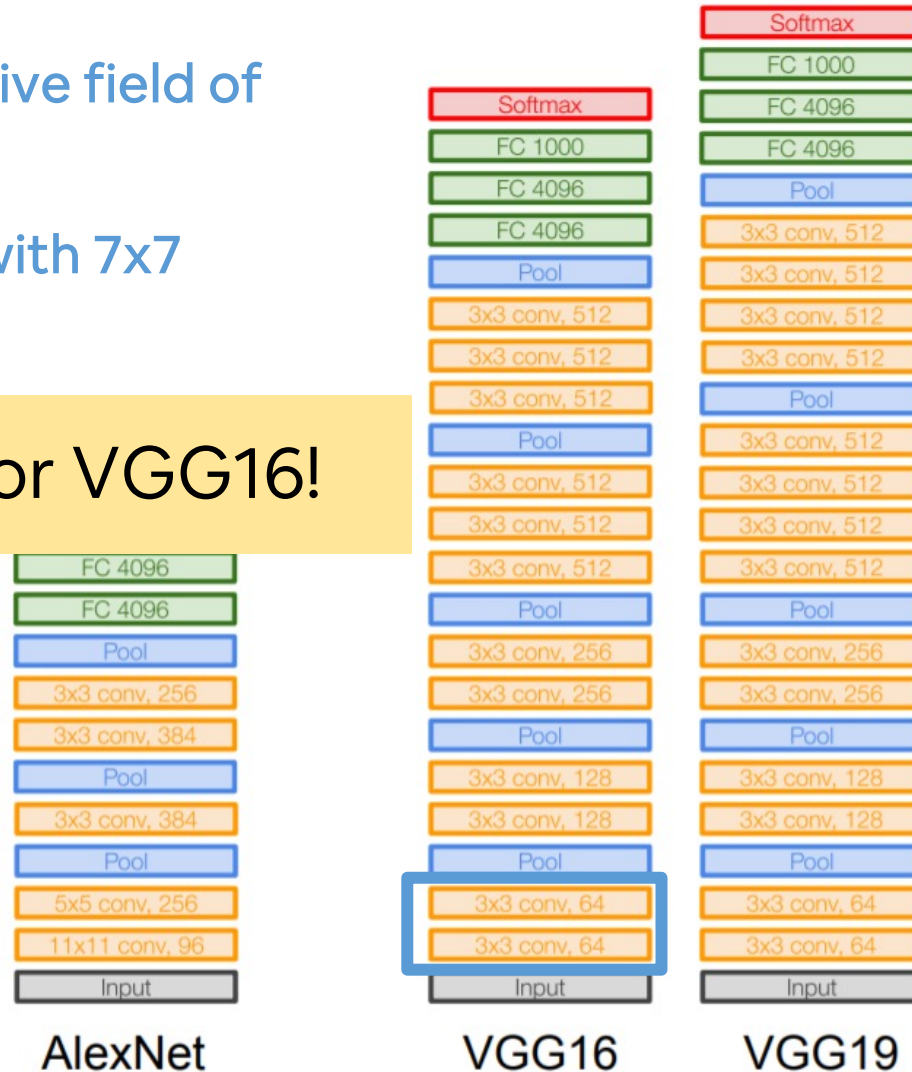 ive field of
with 7x7
or VGG16!
FC 4096
FC 4096
Pool
3x3 conv, 256
3x3 conv, 384
Pool
3x3 conv, 384
Pool
5x5 conv, 256
11x11 conv, 96
Input
AlexNet
Softmax
FC 1000
FC 4096
FC 4096
Pool
3x3 conv, 512
3x3 conv, 512
3x3 conv, 512
Pool
3x3 conv, 512
3x3 conv, 512
3x3 conv, 512
Pool
3x3 conv, 256
3x3 conv, 256
Pool
3x3 conv, 128
3x3 conv, 128
Pool
3x3 conv, 64
3x3 conv, 64
Input
VGG16
Softmax
FC 1000
FC 4096
FC 4096
Pool
3x3 conv, 512
3x3 conv, 512
3x3 conv, 512
3x3 conv, 512
Pool
3x3 conv, 512
3x3 conv, 512
3x3 conv, 512
3x3 conv, 512
Pool
3x3 conv, 256
3x3 conv, 256
Pool
3x3 conv, 128
3x3 conv, 128
Pool
3x3 conv, 64
3x3 conv, 64
Input
VGG19